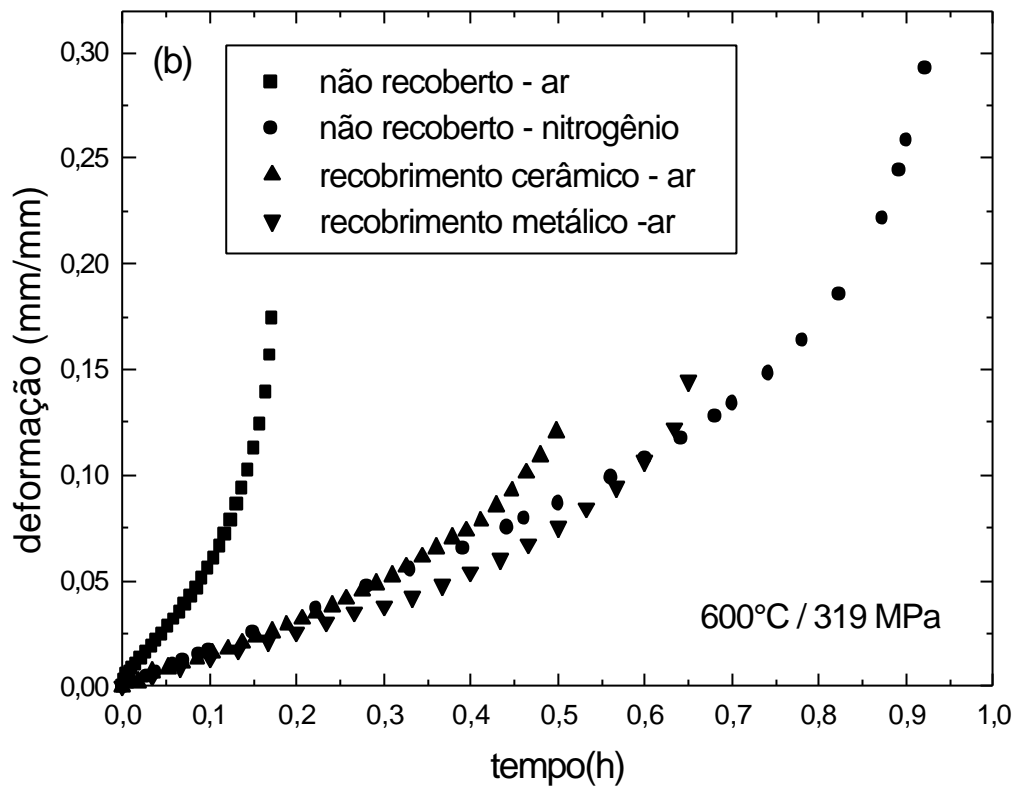 (b)
não recoberto - ar
não recoberto - nitrogênio
recobrimento cerâmico - ar
recobrimento metálico -ar
0,30
0,25
0,20
0,15
0,10
0,05
0,00
deformação (mm/mm)
600°C / 319 MPa
0,0 0,1 0,2 0,3 0,4 0,5 0,6 0,7 0,8 0,9 1,0
tempo(h)